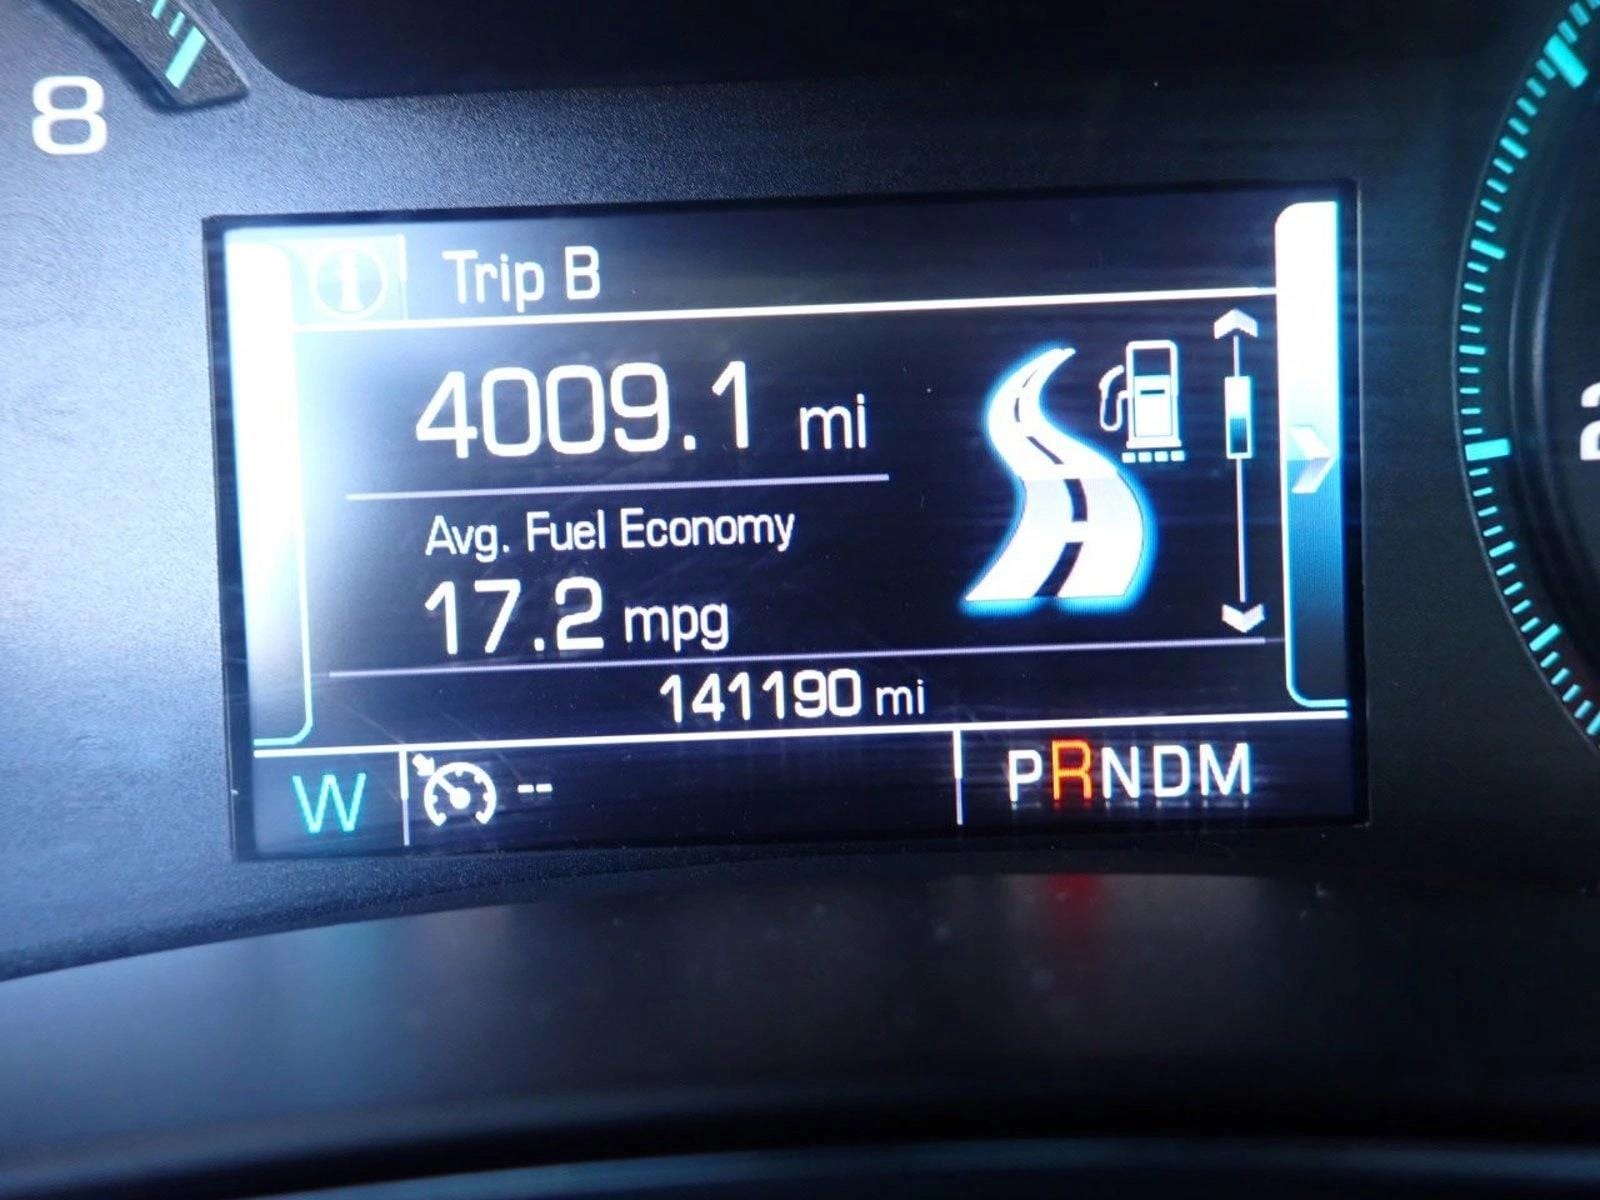 8
Trip B
4009.1 mi
Avg. Fuel Economy
17.2 mpg
141190 mi
W
--
PRNDM